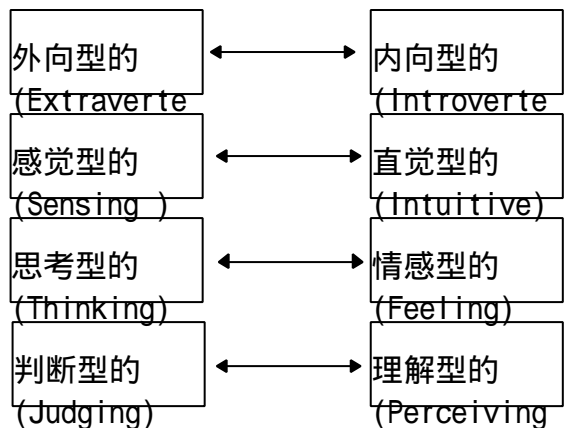 外向型的
内向型的
(Extraverte
(Introverte
感觉型的
直觉型的
(Sensing )
(Intuitive)
思考型的
情感型的
(Thinking)
(Feeling)
判断型的
理解型的
(Judging)
(Perceiving